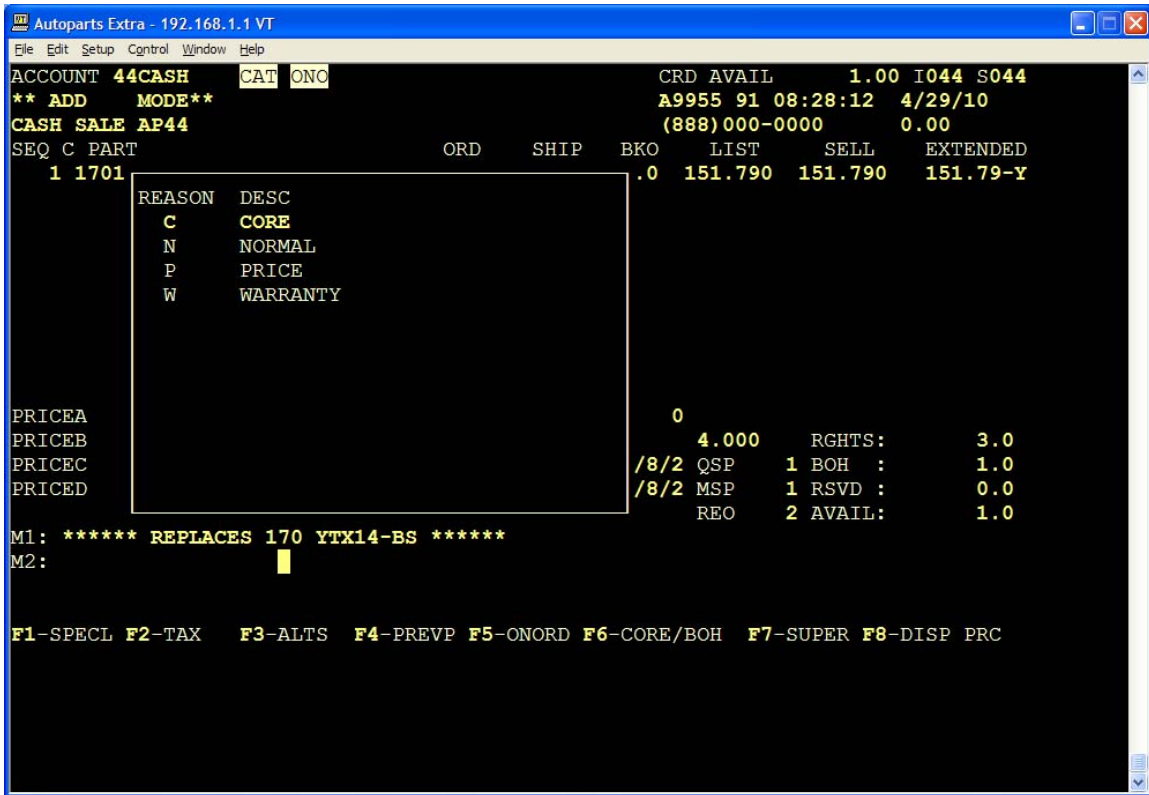 Autoparts Extra - 192.168.1.1 VT
File Edit Setup Control Window Help
ACCOUNT 44CASH CAT ONO CRD AVAIL 1.00 I044 S044
** ADD MODE** A9955 91 08:28:12 4/29/10
CASH SALE AP44 (888)000-0000 0.00
SEQ C PART ORD SHIP BKO LIST SELL EXTENDED
1 1701 .0 151.790 151.790 151.79-Y
REASON DESC
C CORE
N NORMAL
P PRICE
W WARRANTY
PRICEA 0
PRICEB 4.000 RGHTS: 3.0
PRICEC /8/2 QSP 1 BOH : 1.0
PRICED /8/2 MSP 1 RSVD : 0.0
REO 2 AVAIL: 1.0
M1: ****** REPLACES 170 YTX14-BS ******
M2:
F1-SPECL F2-TAX F3-ALTS F4-PREVP F5-ONORD F6-CORE/BOH F7-SUPER F8-DISP PRC